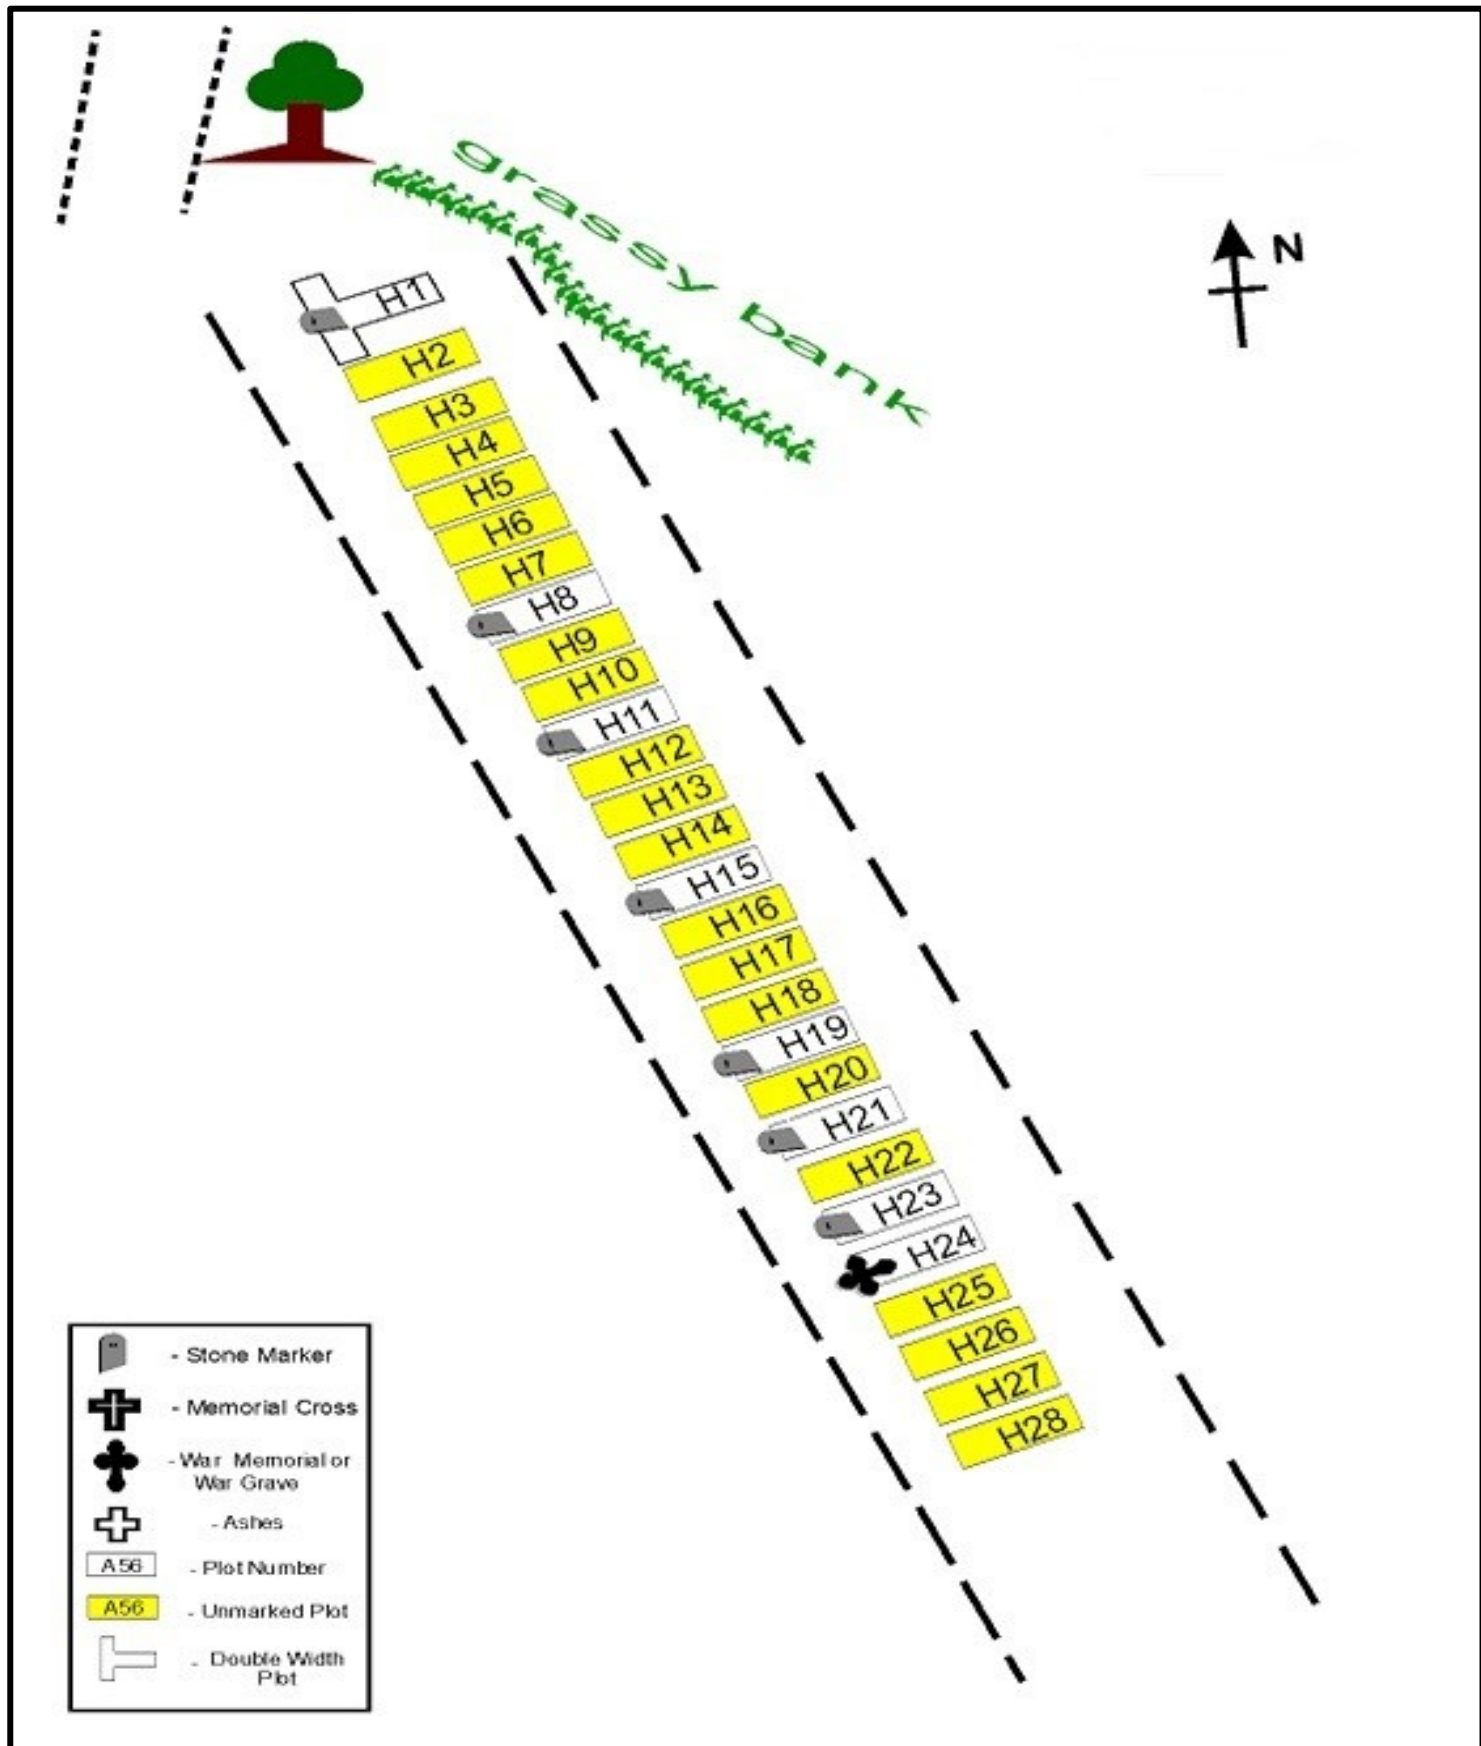 grassy bank
N
H1
H2
H3
H4
H5
H6
H7
H8
H9
H10
H11
H12
H13
H14
H15
H16
H17
H18
H19
H20
H21
H22
H23
H24
H25
H26
H27
H28
- Stone Marker
- Memorial Cross
- War Memorial or
War Grave
- Ashes
A56 - Plot Number
A56 - Unmarked Plot
- Double Width
Plot